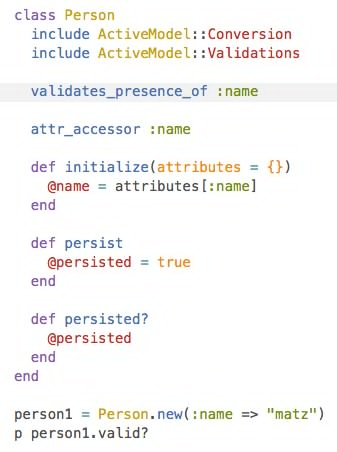 class Person
  include ActiveModel::Conversion
  include ActiveModel::Validations
  validates_presence_of :name
  attr_accessor :name
  def initialize(attributes = {})
    @name = attributes[:name]
  end
  def persist
    @persisted = true
  end
  def persisted?
    @persisted
  end
end
person1 = Person.new(:name => "matz")
p person1.valid?